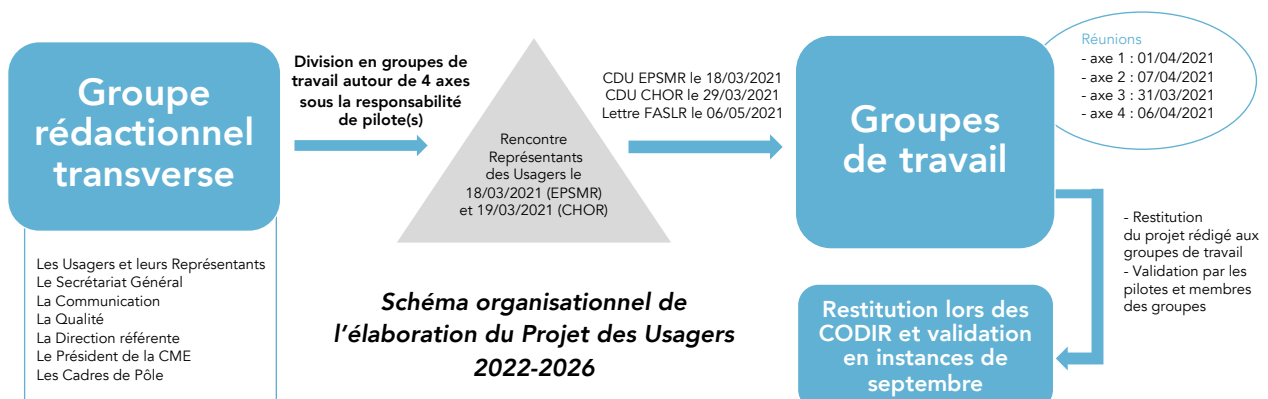 Groupe
rédactionnel
transverse
Les Usagers et leurs Représentants
Le Secrétariat Général
La Communication
La Qualité
La Direction référente
Le Président de la CME
Les Cadres de Pôle
Division en groupes de
travail autour de 4 axes
sous la responsabilité
de pilote(s)
Rencontre
Représentants
des Usagers le
18/03/2021 (EPSMR)
et 19/03/2021 (CHOR)
CDU EPSMR le 18/03/2021
CDU CHOR le 29/03/2021
Lettre FASLR le 06/05/2021
Groupes
de travail
Réunions
- axe 1 : 01/04/2021
- axe 2 : 07/04/2021
- axe 3 : 31/03/2021
- axe 4 : 06/04/2021
- Restitution
du projet rédigé aux
groupes de travail
- Validation par les
pilotes et membres
des groupes
Restitution lors des
CODIR et validation
en instances de
septembre
Schéma organisationnel de
l'élaboration du Projet des Usagers
2022-2026